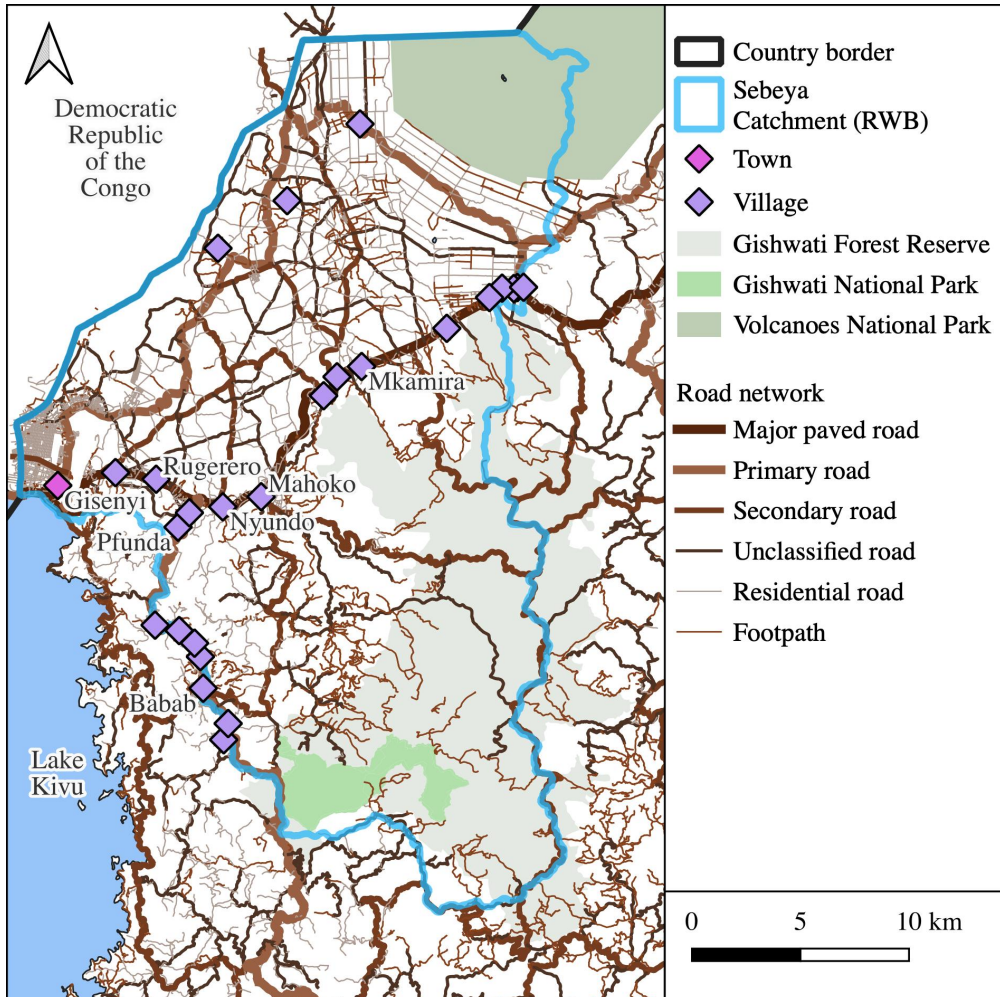 Democratic
Republic
of the
Congo
Mkamira
Rugerero
Mahoko
Gisenyi
Nyundo
Pfunda
Babab
Lake
Kivu
Country border
Sebeya
Catchment (RWB)
Town
Village
Gishwati Forest Reserve
Gishwati National Park
Volcanoes National Park
Road network
Major paved road
Primary road
Secondary road
Unclassified road
Residential road
Footpath
0 5 10 km